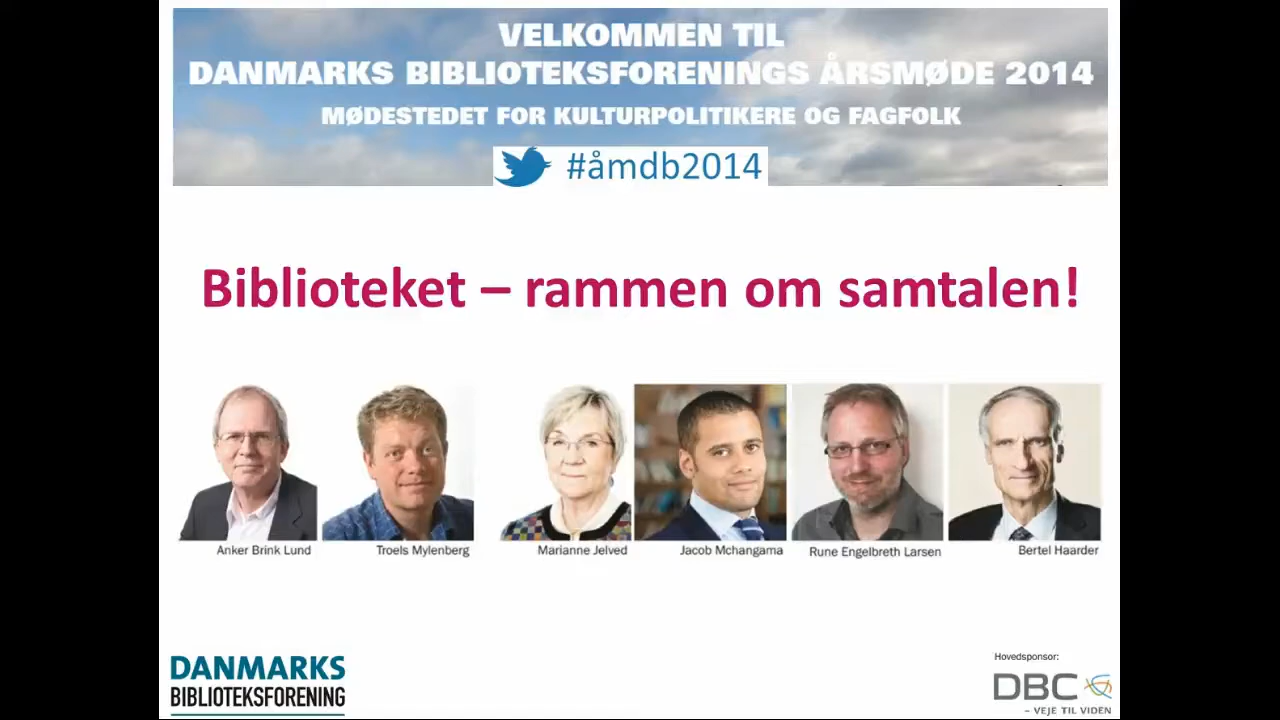 VELKOMMEN TIL
DANMARKS BIBLIOTEKSFORENINGS ÅRSMØDE 2014
MØDESTEDET FOR KULTURPOLITIKERE OG FAGFOLK
#åmdb2014
Biblioteket – rammen om samtalen!
Anker Brink Lund
Troels Mylenberg
Marianne Jelved
Jacob Mchangama
Rune Engelbreth Larsen
Bertel Haarder
DANMARKS
BIBLIOTEKSFORENING
Hovedsponsor:
DBC
– VEJE TIL VIDEN